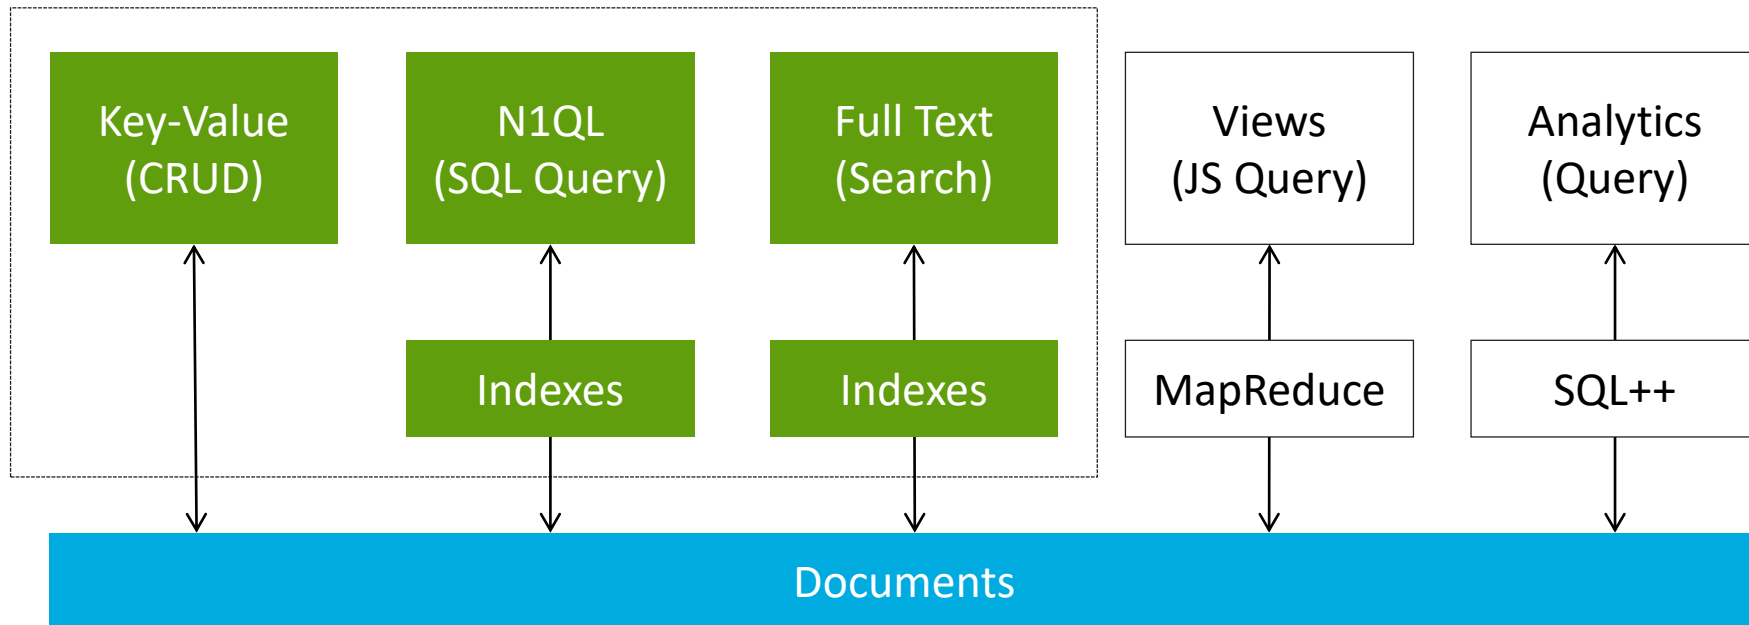 Key-Value
(CRUD)
N1QL
(SQL Query)
Full Text
(Search)
Views
(JS Query)
Analytics
(Query)
Indexes
Indexes
MapReduce
SQL++
Documents